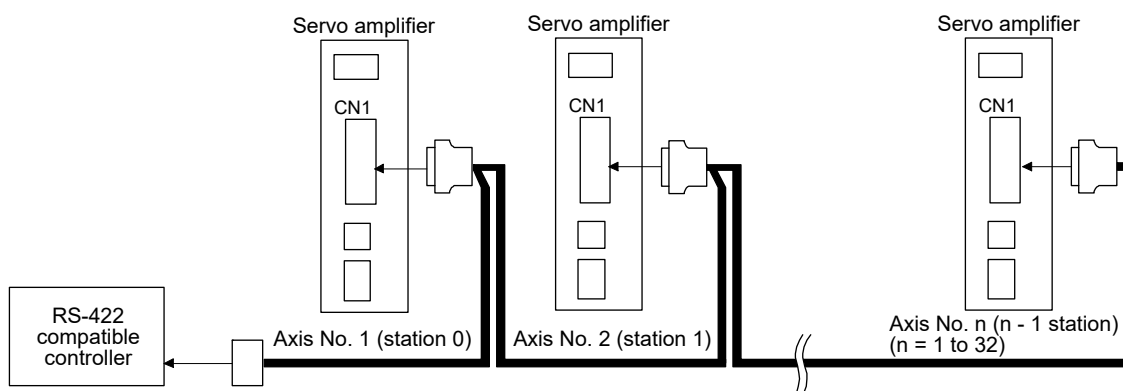 Servo amplifier
Servo amplifier
Servo amplifier
CN1
CN1
CN1
RS-422
compatible
controller
Axis No. 1 (station 0)
Axis No. 2 (station 1)
Axis No. n (n - 1 station)
(n = 1 to 32)